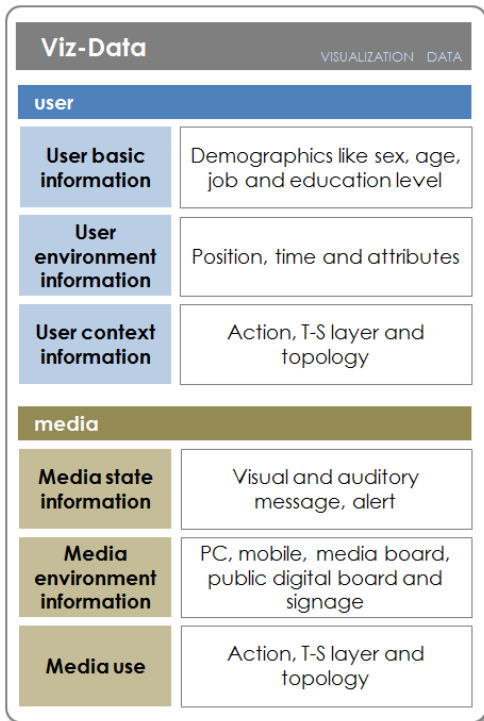 Viz-Data
VISUALIZATION DATA
user
User basic
information
Demographics like sex, age,
job and education level
User
environment
information
Position, time and attributes
User context
information
Action, T-S layer and
topology
media
Media state
information
Visual and auditory
message, alert
Media
environment
information
PC, mobile, media board,
public digital board and
signage
Media use
Action, T-S layer and
topology